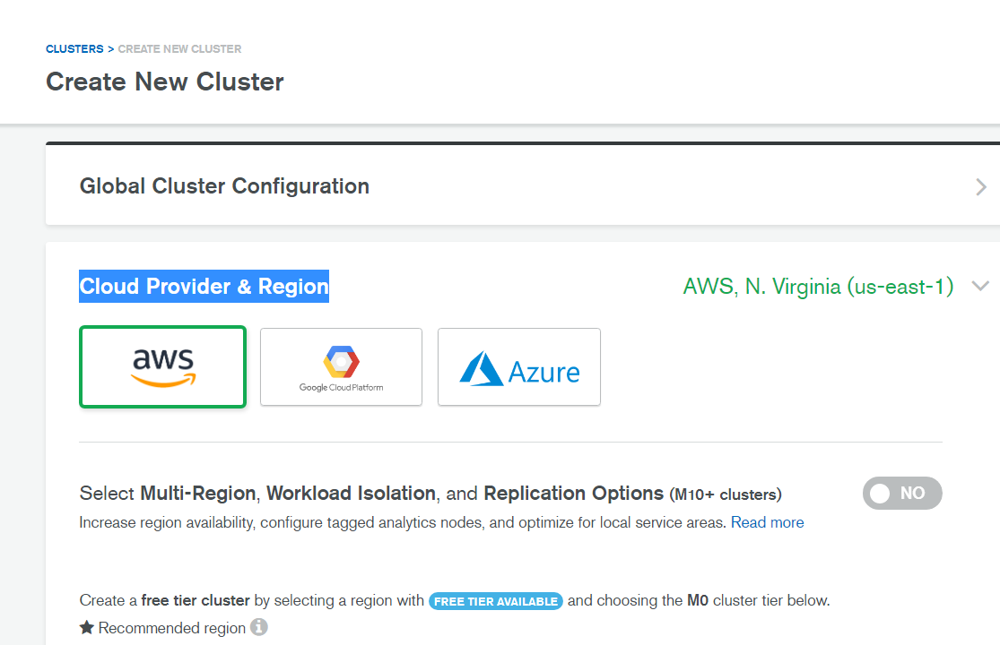 CLUSTERS > CREATE NEW CLUSTER
Create New Cluster
Global Cluster Configuration
Cloud Provider & Region
AWS, N. Virginia (us-east-1)
aws
Google Cloud Platform
Azure
Select Multi-Region, Workload Isolation, and Replication Options (M10+ clusters)
NO
Increase region availability, configure tagged analytics nodes, and optimize for local service areas. Read more
Create a free tier cluster by selecting a region with FREE TIER AVAILABLE and choosing the M0 cluster tier below.
★ Recommended region i